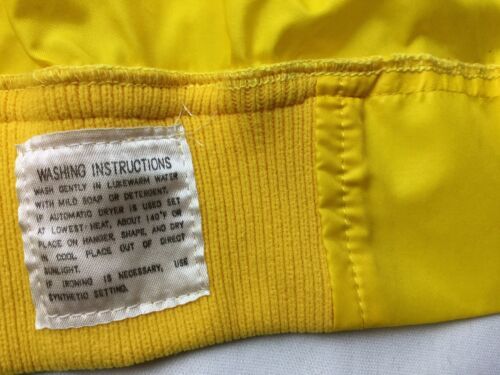 WASHING INSTRUCTIONS
WASH GENTLY IN LUKEWARM WATER
WITH MILD SOAP OR DETERGENT.
IF AUTOMATIC DRYER IS USED SET
AT LOWEST HEAT, ABOUT 140°F OR
PLACE ON HANGER, SHAPE, AND DRY
IN COOL PLACE OUT OF DIRECT
SUNLIGHT.
IF IRONING IS NECESSARY, USE
SYNTHETIC SETTING.